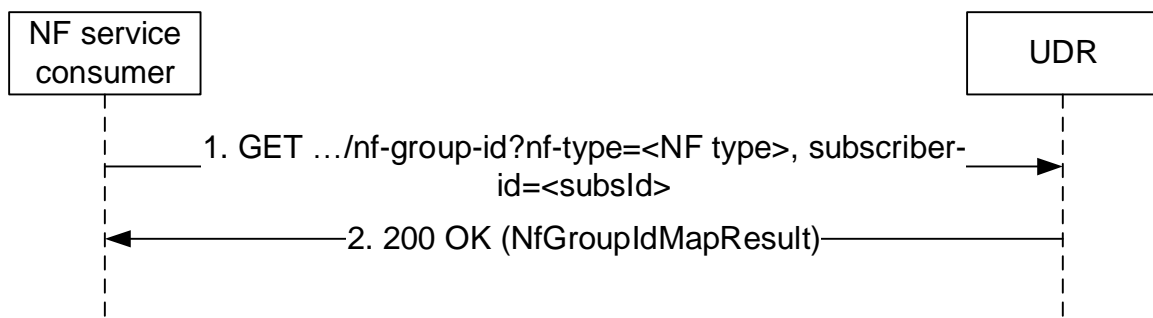 NF service
consumer
UDR
1. GET …/nf-group-id?nf-type=<NF type>, subscriber-
id=<subsId>
2. 200 OK (NfGroupIdMapResult)